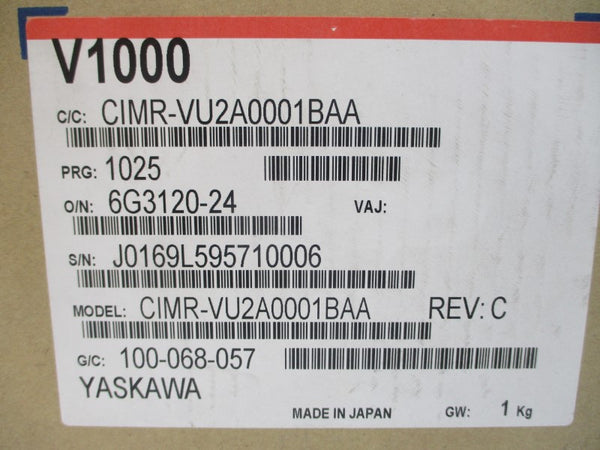 V1000
C/C: CIMR-VU2A0001BAA
PRG: 1025
O/N: 6G3120-24 VAJ:
S/N: J0169L595710006
MODEL: CIMR-VU2A0001BAA REV: C
G/C: 100-068-057
YASKAWA
MADE IN JAPAN GW: 1 Kg